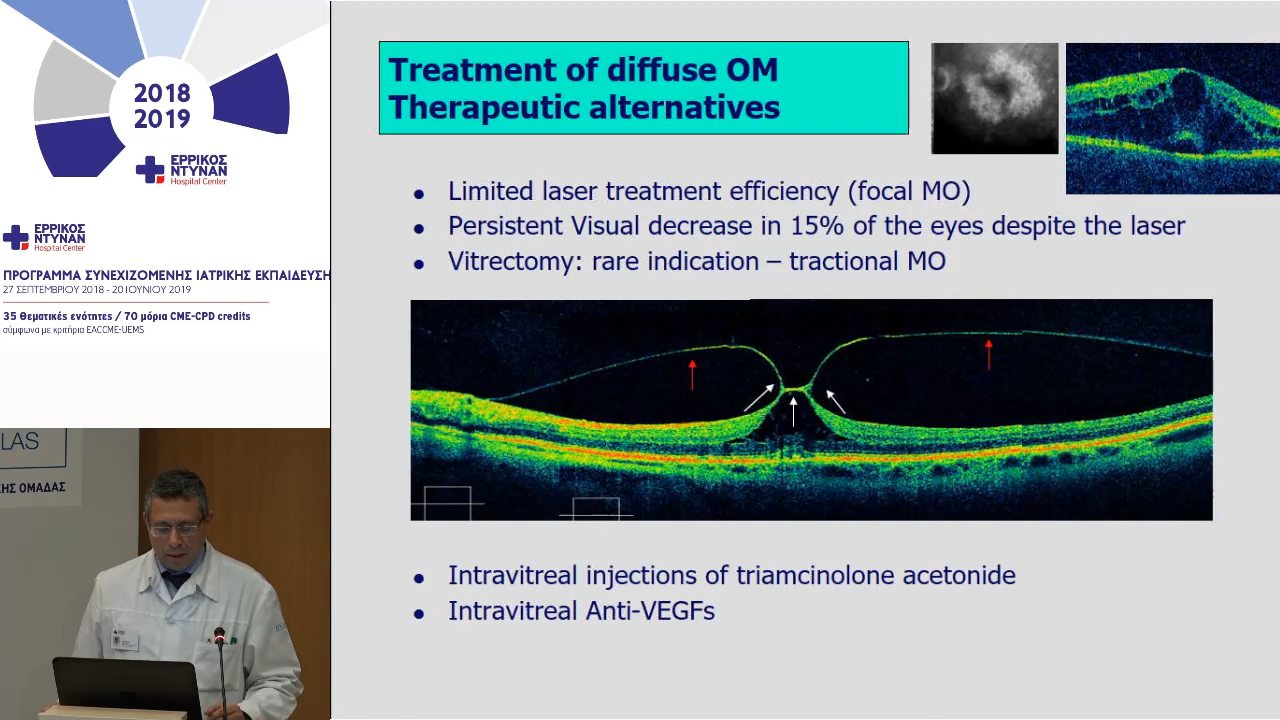 2018
2019
ΕΡΡΙΚΟΣ
ΝΤΥΝΑΝ
Hospital Center
ΕΡΡΙΚΟΣ
ΝΤΥΝΑΝ
Hospital Center
ΠΡΟΓΡΑΜΜΑ ΣΥΝΕΧΙΖΟΜΕΝΗΣ ΙΑΤΡΙΚΗΣ ΕΚΠΑΙΔΕΥΣΗ
27 ΣΕΠΤΕΜΒΡΙΟΥ 2018 - 20 ΙΟΥΝΙΟΥ 2019
35 θεματικές ενότητες / 70 μόρια CME-CPD credits
σύμφωνα με κριτήρια EACCME-UEMS
LAS
ΚΗΣ ΟΜΑΔΑΣ
Treatment of diffuse OM
Therapeutic alternatives
• Limited laser treatment efficiency (focal MO)
• Persistent Visual decrease in 15% of the eyes despite the laser
• Vitrectomy: rare indication – tractional MO
• Intravitreal injections of triamcinolone acetonide
• Intravitreal Anti-VEGFs